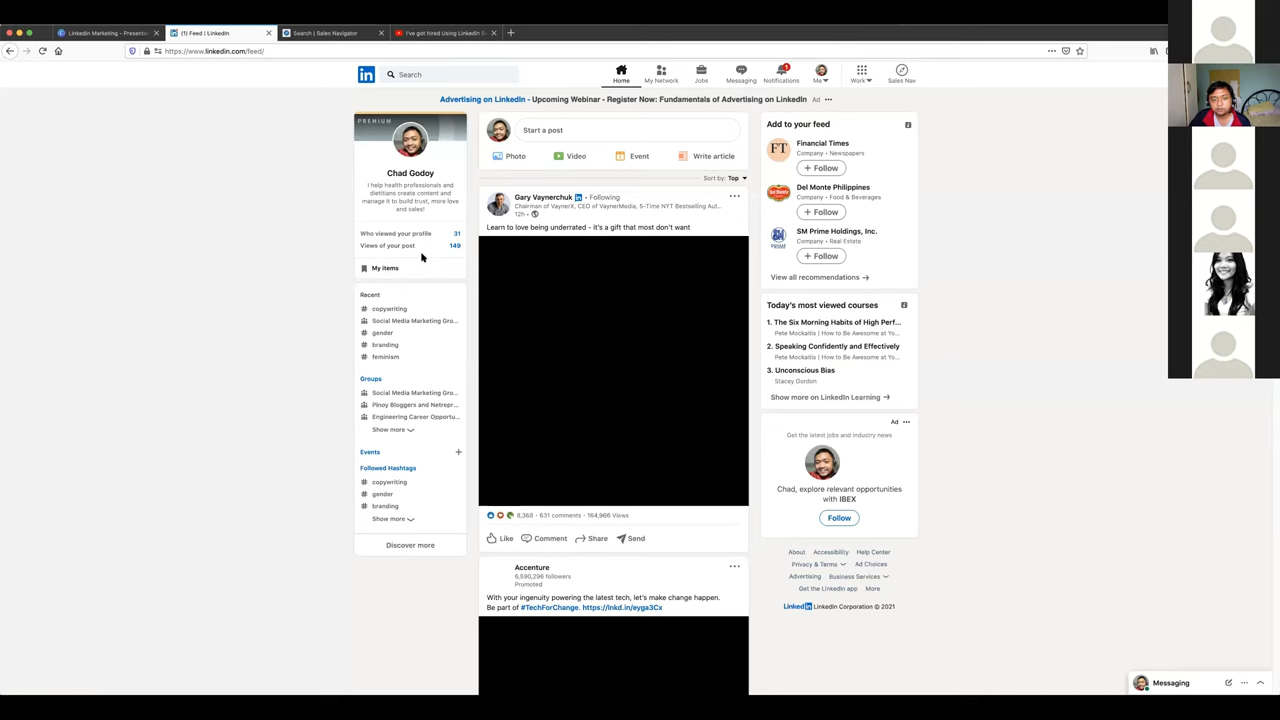 Linkedin Marketing - Presenta
(1) Feed | LinkedIn
Search | Sales Navigator
I've got hired Using LinkedIn S
https://www.linkedin.com/feed/
in
Search
Home
My Network
Jobs
Messaging
1
Notifications
Me
Work
Sales Nav
Advertising on LinkedIn - Upcoming Webinar - Register Now: Fundamentals of Advertising on LinkedIn Ad
PREMIUM
Chad Godoy
I help health professionals and
dietitians create content and
manage it to build trust, more love
and sales!
Who viewed your profile 31
Views of your post 149
My items
Recent
# copywriting
Social Media Marketing Gro...
# gender
# branding
# feminism
Groups
Social Media Marketing Gro...
Pinoy Bloggers and Netrepr...
Engineering Career Opportu...
Show more
Events +
Followed Hashtags
# copywriting
# gender
# branding
Show more
Discover more
Start a post
Photo
Video
Event
Write article
Sort by: Top
Gary Vaynerchuk in • Following
Chairman of VaynerX, CEO of VaynerMedia, 5-Time NYT Bestselling Aut...
12h •
Learn to love being underrated - it's a gift that most don't want
8,368 · 631 comments · 164,966 Views
Like
Comment
Share
Send
Accenture
6,590,296 followers
Promoted
With your ingenuity powering the latest tech, let's make change happen.
Be part of #TechForChange. https://lnkd.in/eyga3Cx
Add to your feed
FT
Financial Times
Company • Newspapers
+ Follow
Del Monte Philippines
Company • Food & Beverages
+ Follow
SM Prime Holdings, Inc.
Company • Real Estate
+ Follow
View all recommendations →
Today's most viewed courses
1. The Six Morning Habits of High Perf...
Pete Mockaitis | How to Be Awesome at Yo...
2. Speaking Confidently and Effectively
Pete Mockaitis | How to Be Awesome at Yo...
3. Unconscious Bias
Stacey Gordon
Show more on LinkedIn Learning →
Ad
Get the latest jobs and industry news
Chad, explore relevant opportunities
with IBEX
Follow
About Accessibility Help Center
Privacy & Terms Ad Choices
Advertising Business Services
Get the LinkedIn app More
LinkedIn LinkedIn Corporation © 2021
Messaging